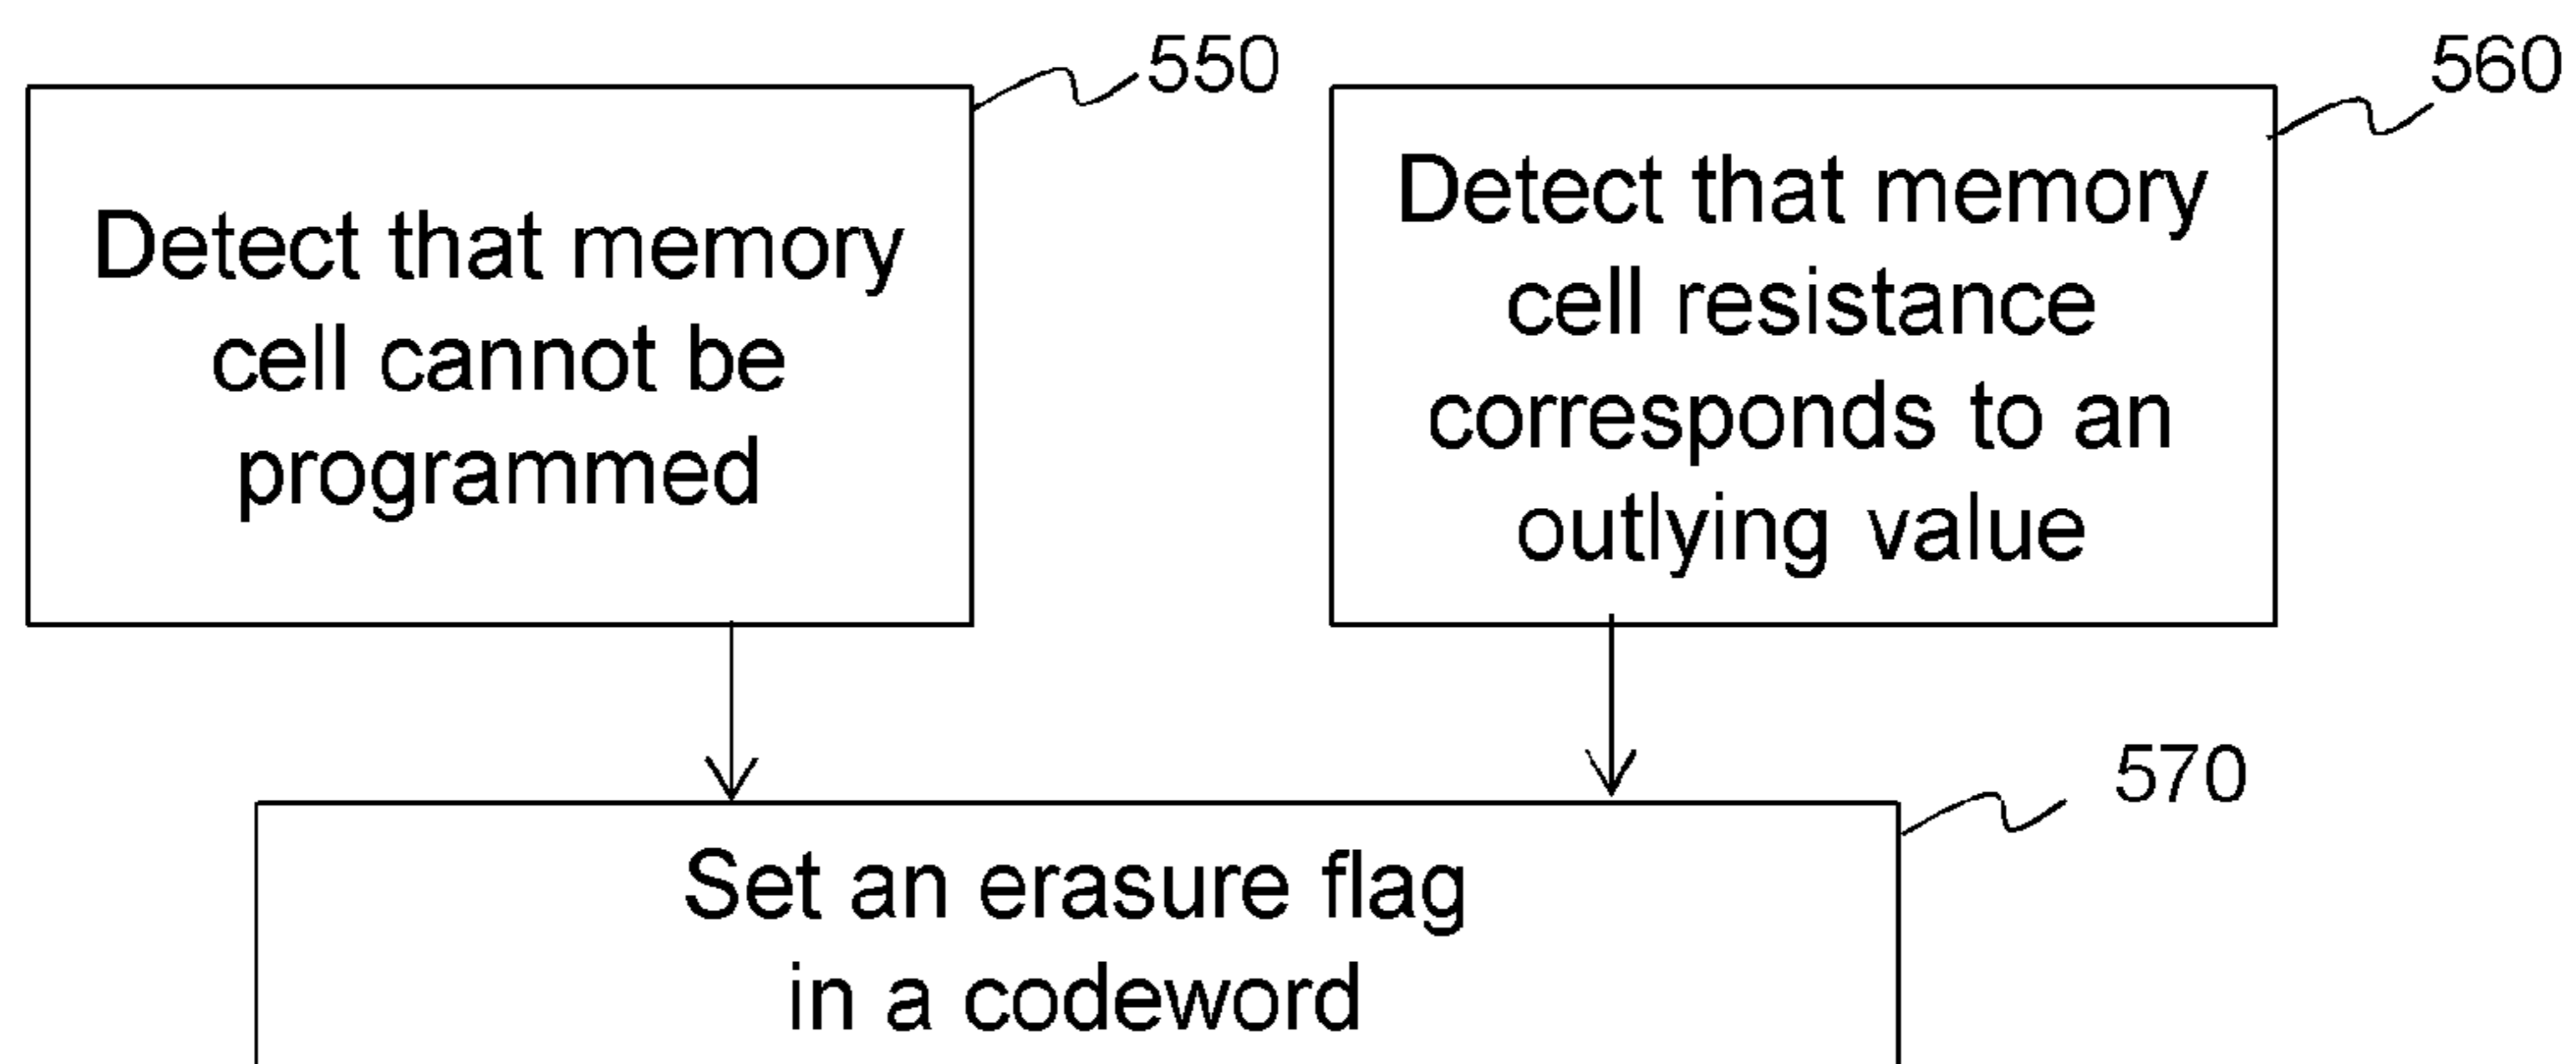 550
Detect that memory
cell cannot be
programmed
560
Detect that memory
cell resistance
corresponds to an
outlying value
570
Set an erasure flag
in a codeword